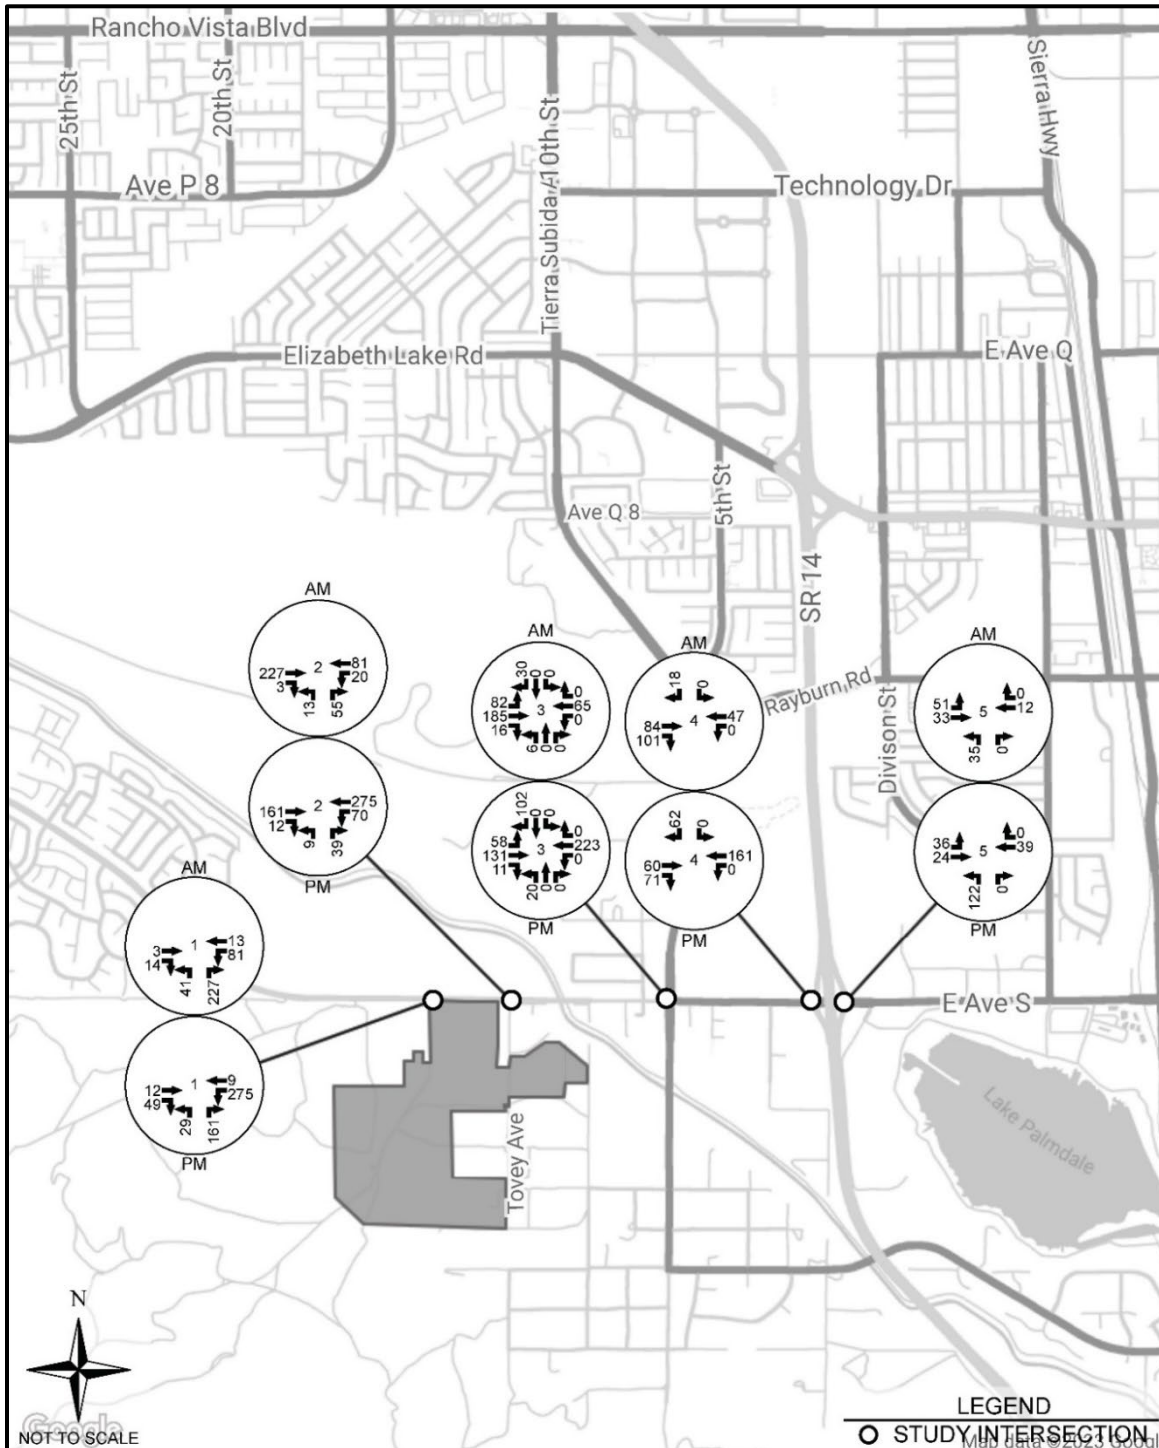 Rancho Vista Blvd
25th St
20th St
Tierra Subida /10th St
Sierra Hwy
Ave P 8
Technology Dr
Elizabeth Lake Rd
E Ave Q
Ave Q 8
5th St
SR 14
Rayburn Rd
Divison St
AM
2
227
3
81
20
13
55
2
161
12
275
70
9
39
PM
AM
3
30
0
0
82
185
16
0
65
0
6
0
0
3
102
0
0
58
131
11
0
223
0
20
0
0
PM
AM
4
18
0
84
101
47
0
4
62
0
60
71
161
0
PM
AM
5
51
33
0
12
35
0
5
36
24
0
39
122
0
PM
AM
1
3
14
13
81
41
227
1
12
49
9
275
29
161
PM
E Ave S
Tovey Ave
Lake Palmdale
N
Google
NOT TO SCALE
LEGEND
STUDY INTERSECTION
Map data ©2023 Google